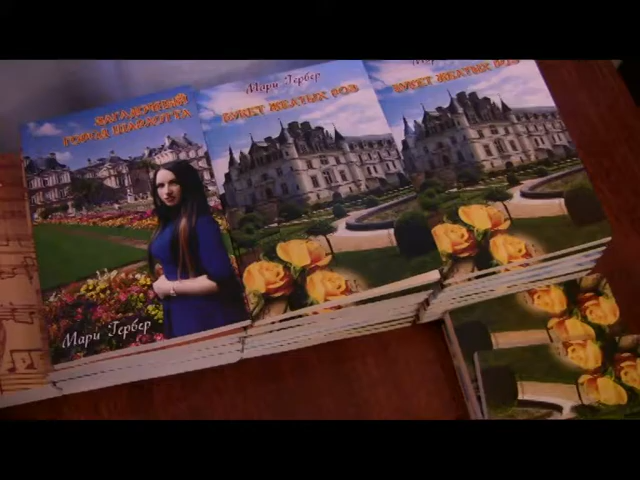 ЗАГАДОЧНЫЙ
ГОРОД ШАРЛОТТА
Мари Гербер
Мари Гербер
БУКЕТ ЖЕЛТЫХ РОЗ
БУКЕТ ЖЕЛТЫХ РОЗ